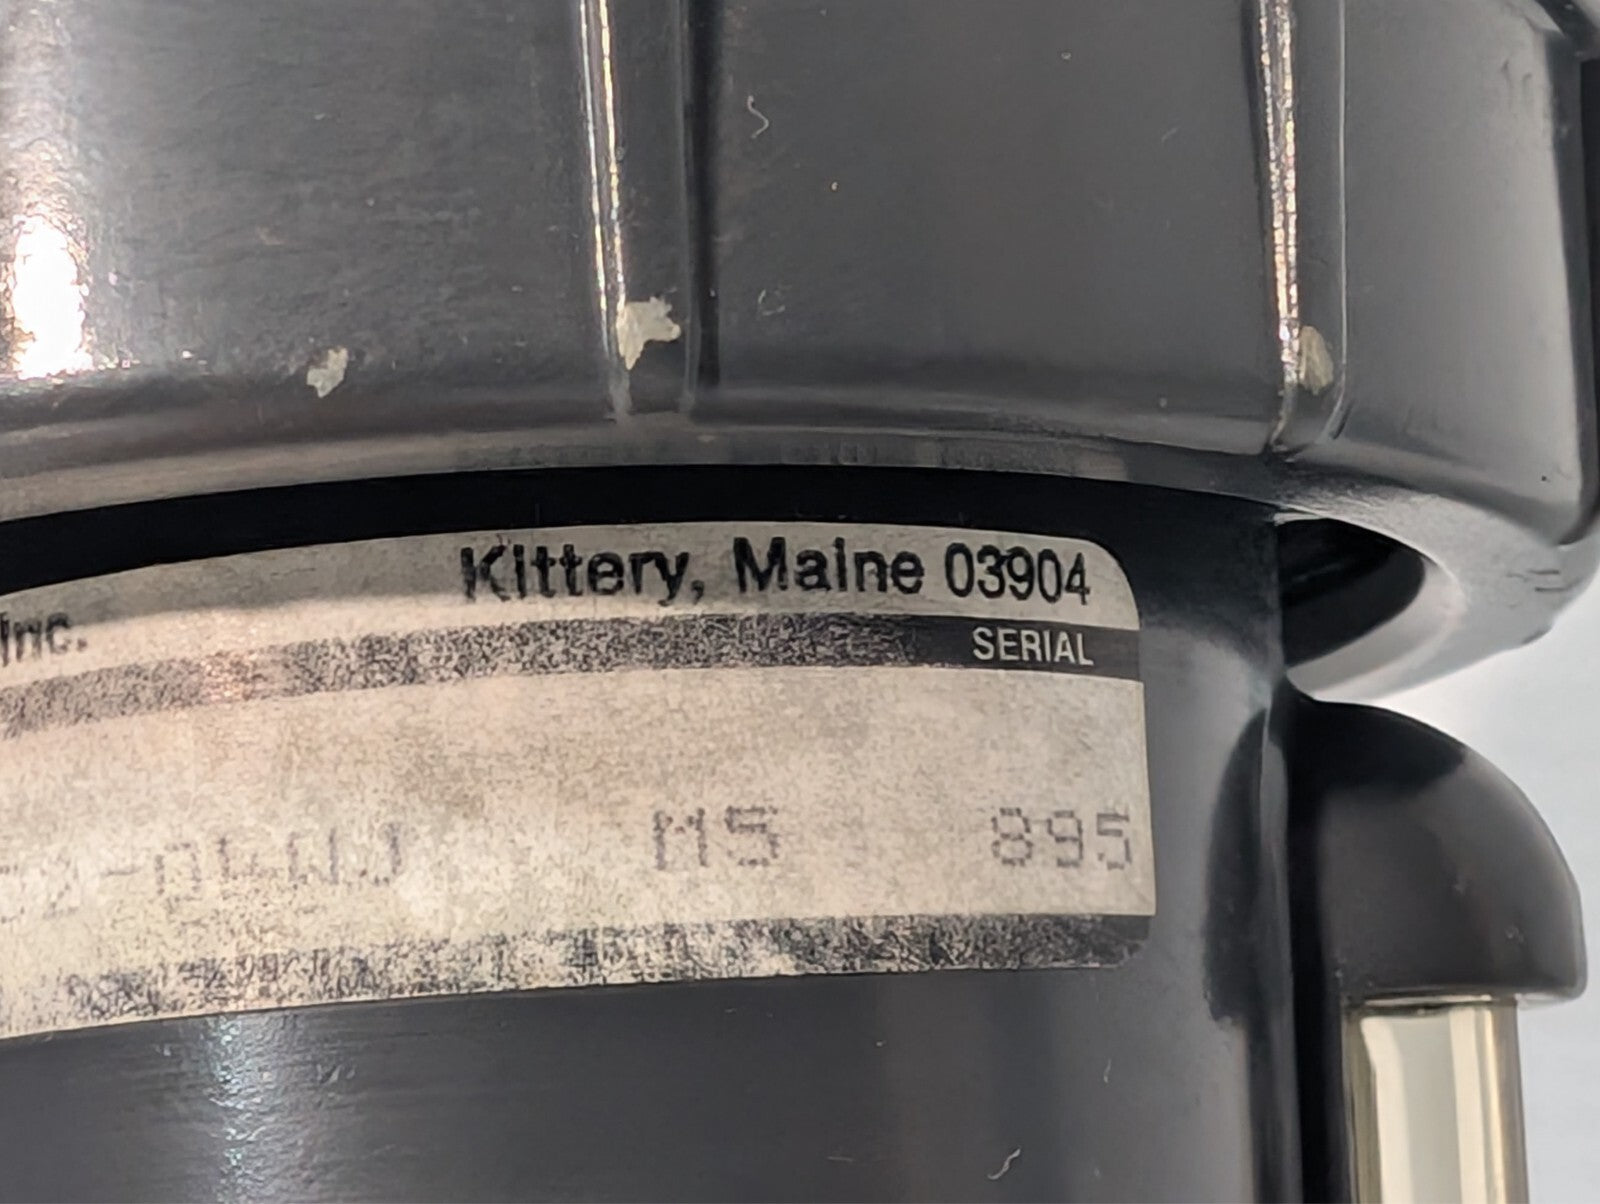 Kittery, Maine 03904
Inc.
SERIAL
MS 895